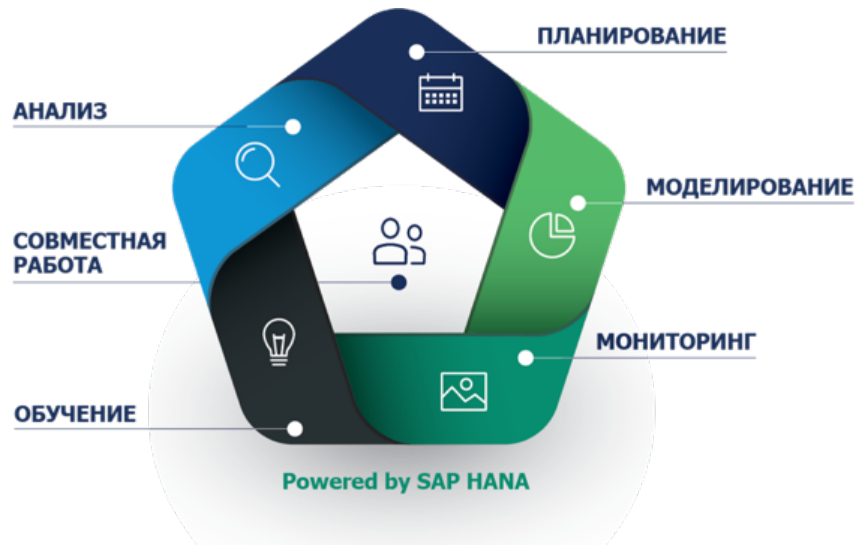 ПЛАНИРОВАНИЕ
АНАЛИЗ
МОДЕЛИРОВАНИЕ
СОВМЕСТНАЯ
РАБОТА
МОНИТОРИНГ
ОБУЧЕНИЕ
Powered by SAP HANA